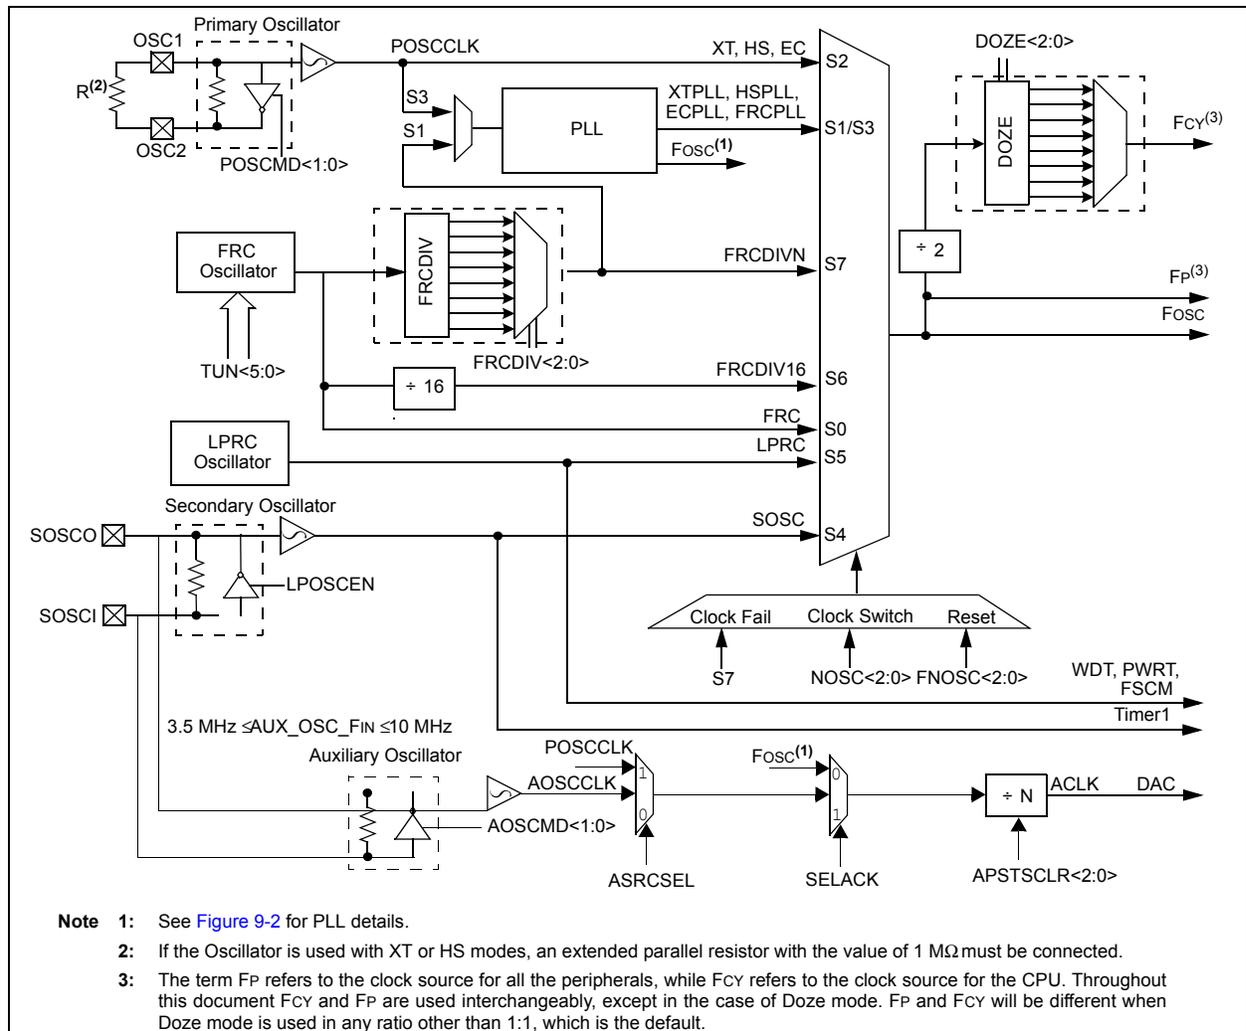 Primary Oscillator
OSC1
R(2)
OSC2
POSCMD<1:0>
POSCCLK
S3
S1
PLL
XT, HS, EC
XTPLL, HSPLL,
ECPLL, FRCPLL
FOSC(1)
S2
S1/S3
DOZE<2:0>
DOZE
FCY(3)
÷ 2
FP(3)
FOSC
FRC
Oscillator
TUN<5:0>
FRCDIV
FRCDIV<2:0>
FRCDIVN
S7
÷ 16
FRCDIV16
S6
FRC
S0
LPRC
Oscillator
LPRC
S5
Secondary Oscillator
SOSCO
SOSCI
LPOSCEN
SOSC
S4
Clock Fail
Clock Switch
Reset
S7
NOSC<2:0>
FNOSC<2:0>
WDT, PWRT,
FSCM
Timer1
3.5 MHz ≤AUX_OSC_FIN ≤10 MHz
Auxiliary Oscillator
AOSCMD<1:0>
POSCCLK
AOSCCLK
1
0
ASRCSEL
FOSC(1)
0
1
SELACK
÷ N
APSTSCLR<2:0>
ACLK
DAC
Note 1: See Figure 9-2 for PLL details.
2: If the Oscillator is used with XT or HS modes, an extended parallel resistor with the value of 1 MΩ must be connected.
3: The term FP refers to the clock source for all the peripherals, while FCY refers to the clock source for the CPU. Throughout
this document FCY and FP are used interchangeably, except in the case of Doze mode. FP and FCY will be different when
Doze mode is used in any ratio other than 1:1, which is the default.